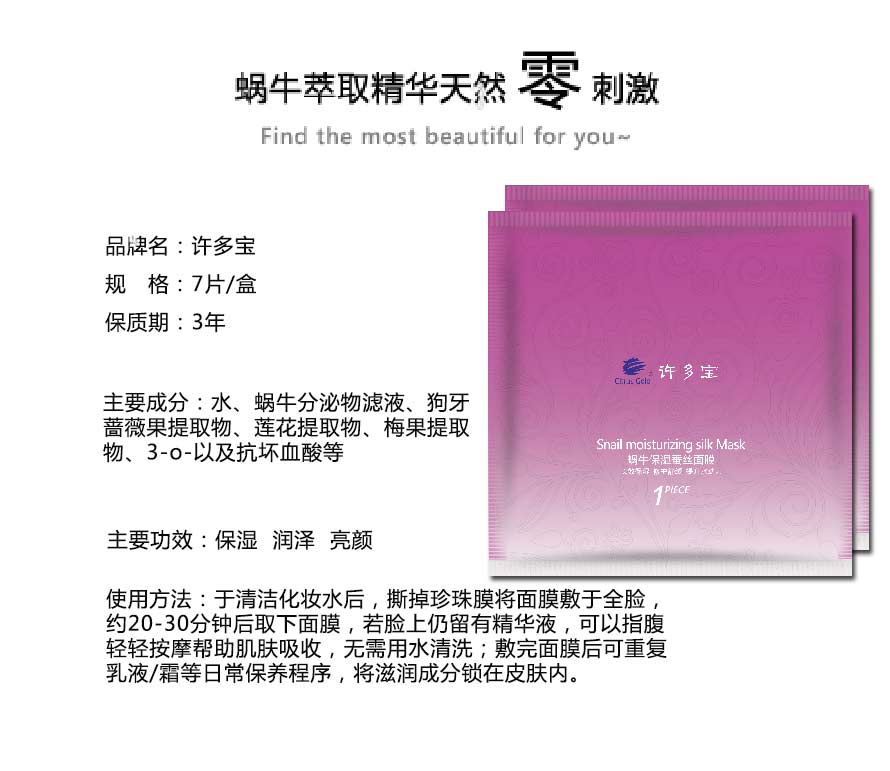 蜗牛萃取精华天然零刺激
Find the most beautiful for you~
品牌名：许多宝
规 格：7片/盒
保质期：3年
主要成分：水、蜗牛分泌物滤液、狗牙
蔷薇果提取物、莲花提取物、梅果提取
物、3-o-以及抗坏血酸等
主要功效：保湿 润泽 亮颜
使用方法：于清洁化妆水后，撕掉珍珠膜将面膜敷于全脸，
约20-30分钟后取下面膜，若脸上仍留有精华液，可以指腹
轻轻按摩帮助肌肤吸收，无需用水清洗；敷完面膜后可重复
乳液/霜等日常保养程序，将滋润成分锁在皮肤内。
Citrus Gold 许多宝
Snail moisturizing silk Mask
蜗牛保湿蚕丝面膜
1 PIECE